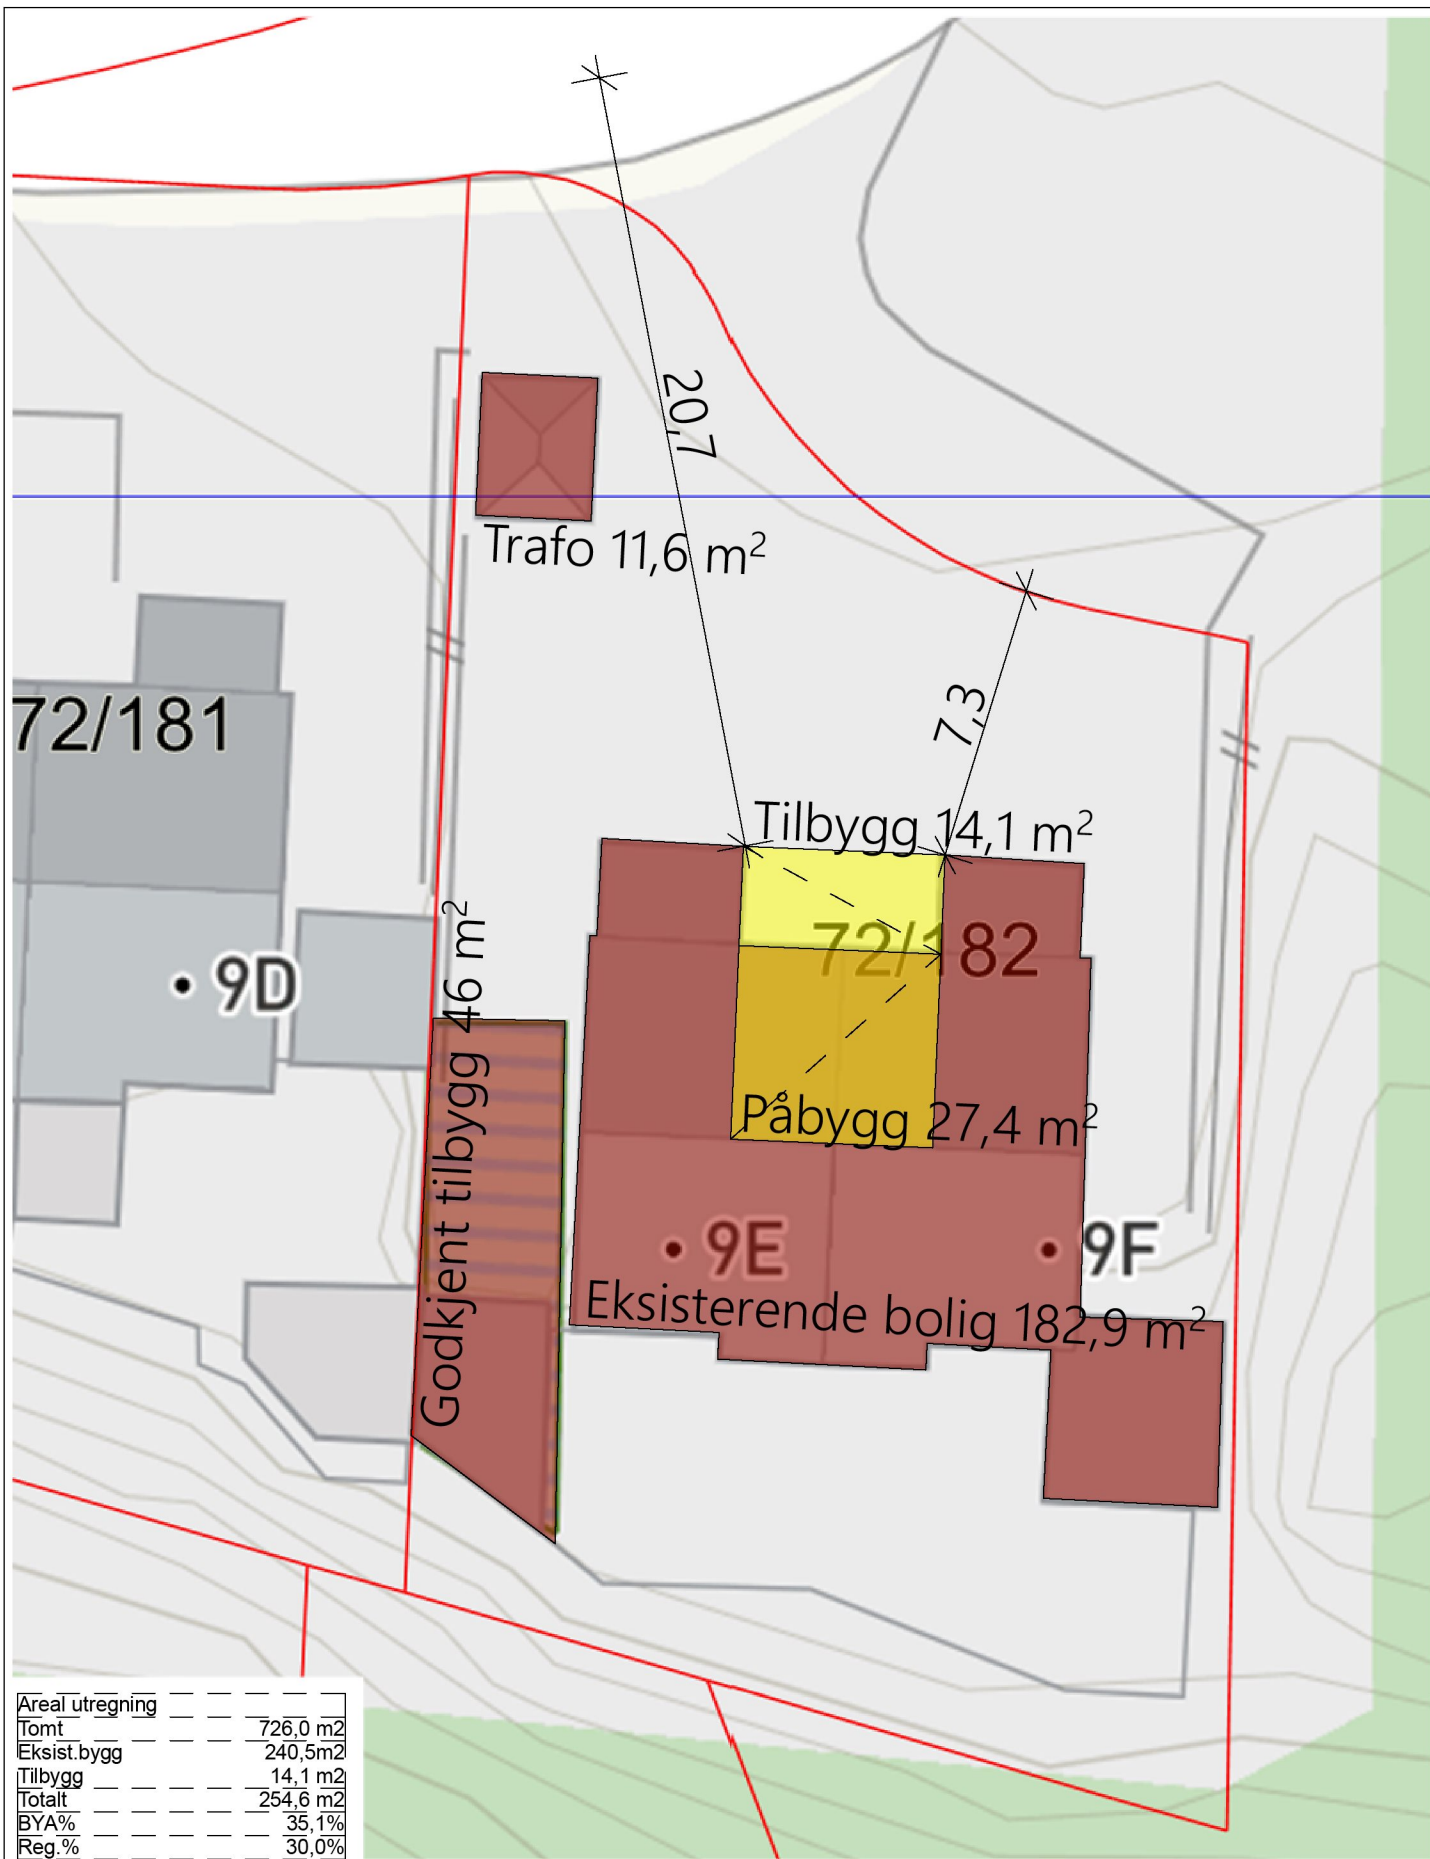 20,7
Trafo 11,6 m²
72/181
7,3
Tilbygg 14,1 m²
72/182
9D
Godkjent tilbygg 46 m²
Påbygg 27,4 m²
9E
9F
Eksisterende bolig 182,9 m²
Areal utregning
Tomt 726,0 m2
Eksist.bygg 240,5m2
Tilbygg 14,1 m2
Totalt 254,6 m2
BYA% 35,1%
Reg.% 30,0%